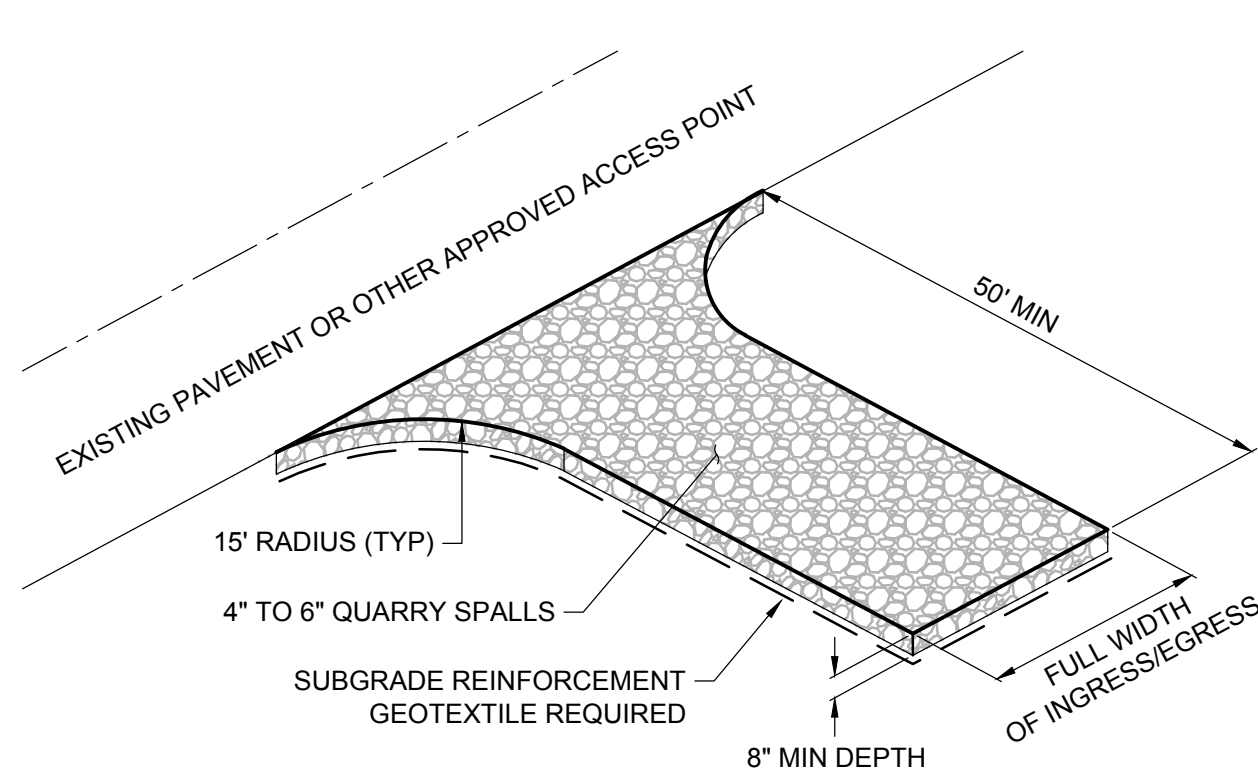 EXISTING PAVEMENT OR OTHER APPROVED ACCESS POINT
50' MIN
15' RADIUS (TYP)
4" TO 6" QUARRY SPALLS
SUBGRADE REINFORCEMENT
GEOTEXTILE REQUIRED
8" MIN DEPTH
FULL WIDTH
OF INGRESS/EGRESS